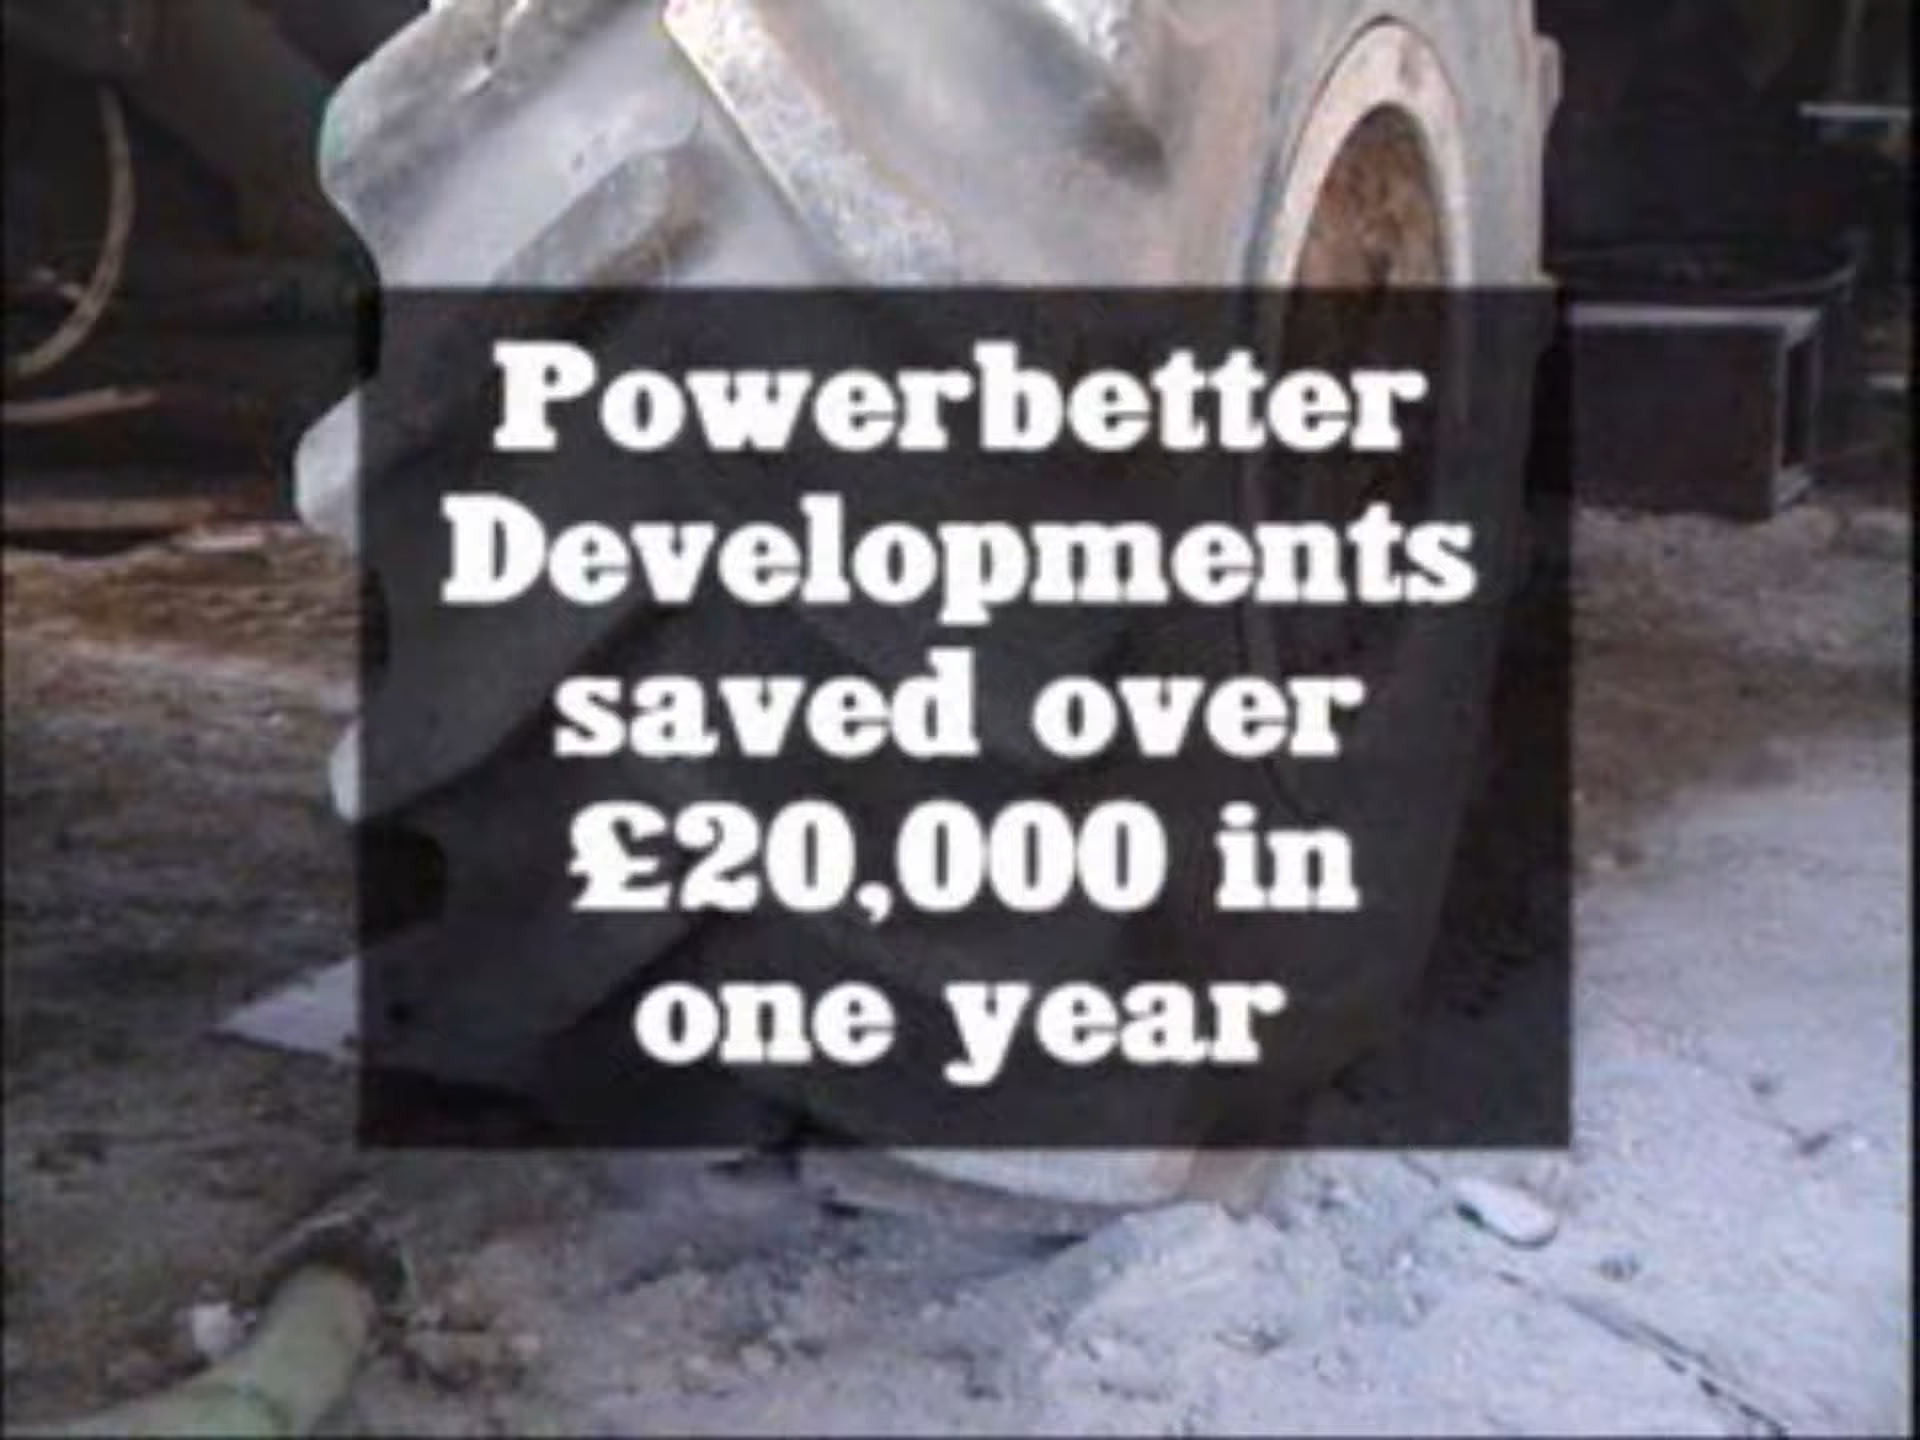 Powerbetter
Developments
saved over
£20,000 in
one year